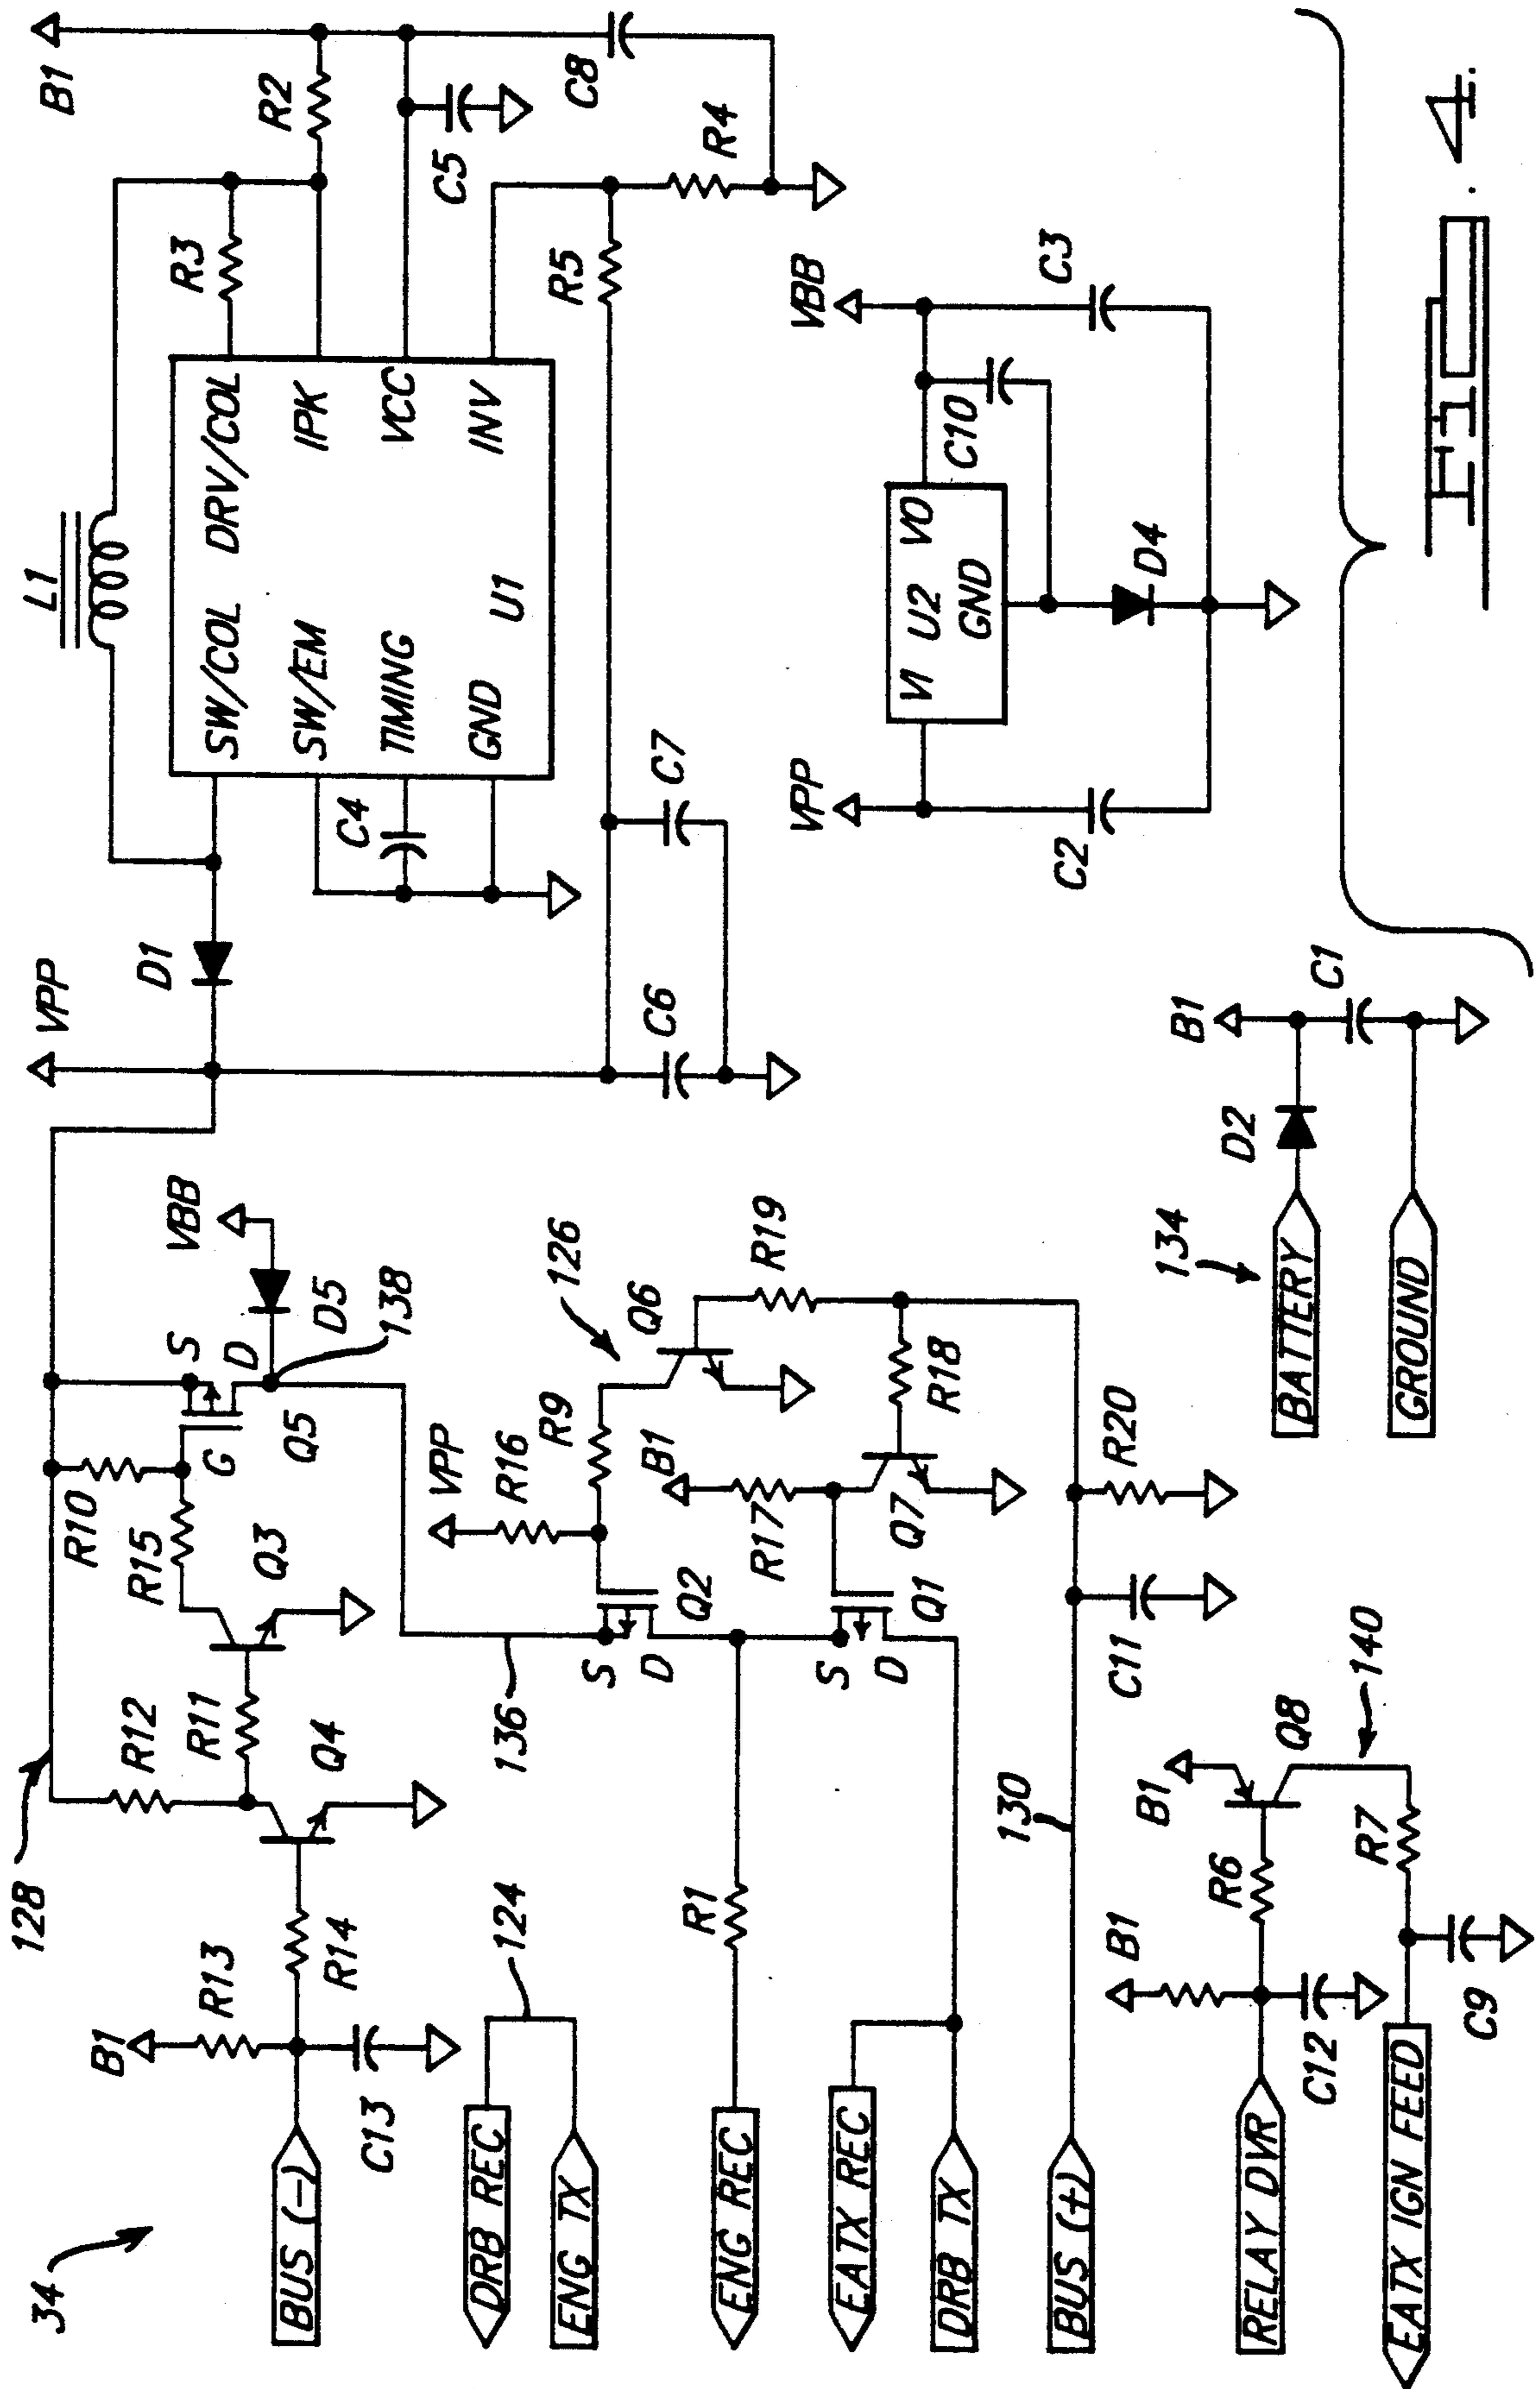 34
128
BUS (-)
B1
R13
C13
R14
R12
Q4
R11
Q3
R15
R10
G
S
D
Q5
VBB
D5
138
DRB REC
ENG TX
124
136
ENG REC
R1
EATX REC
DRB TX
BUS (+)
130
S
D
Q2
VPP
R16
R9
Q6
126
R19
B1
R17
Q7
R18
S
D
Q1
C11
R20
RELAY DVR
B1
C12
R6
B1
Q8
140
R7
EATX IGN FEED
C9
134
BATTERY
D2
B1
C1
GROUND
VPP
D1
L1
SW/COL
DRV/COL
SW/EM
IPK
TIMING
VCC
GND
INV
U1
C4
R3
R2
B1
C5
C8
R4
R5
C6
C7
VPP
C2
VI
U2
VO
GND
C10
VBB
C3
D4
FIG. 4.